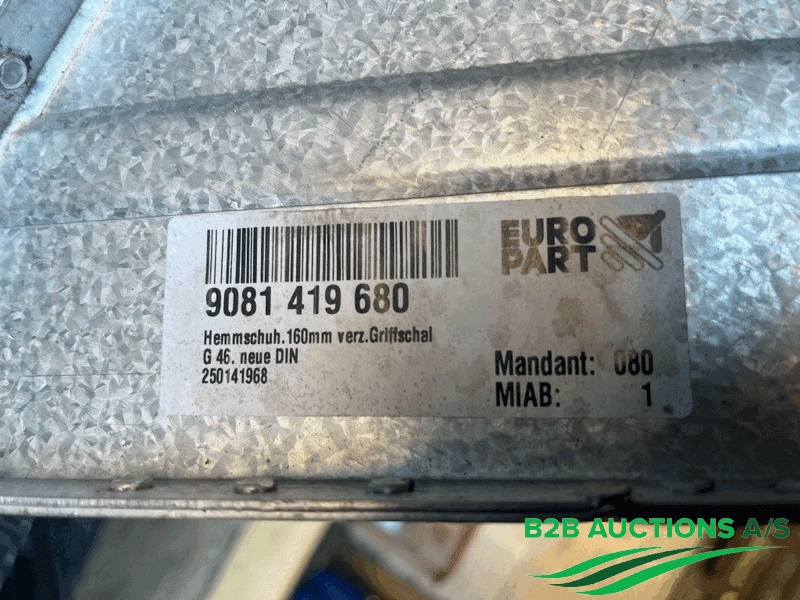 EURO
PART
9081 419 680
Hemmschuh.160mm verz.Griffschal
G 46. neue DIN
250141968
Mandant: 080
MIAB: 1
B2B AUCTIONS A/S